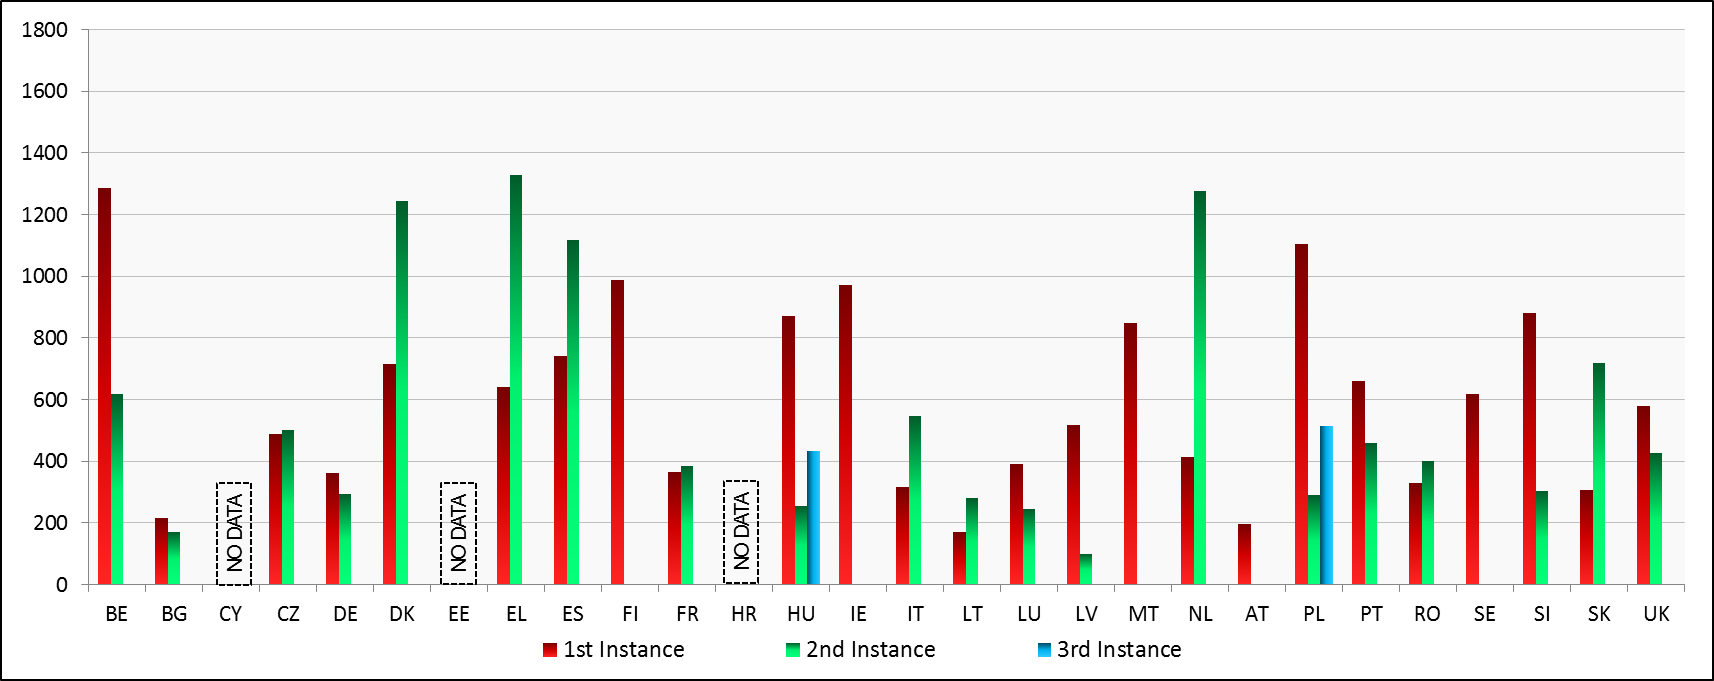 1800
1600
1400
1200
1000
800
600
400
200
0
NO DATA
NO DATA
NO DATA
BE BG CY CZ DE DK EE EL ES FI FR HR HU IE IT LT LU LV MT NL AT PL PT RO SE SI SK UK
1st Instance 2nd Instance 3rd Instance